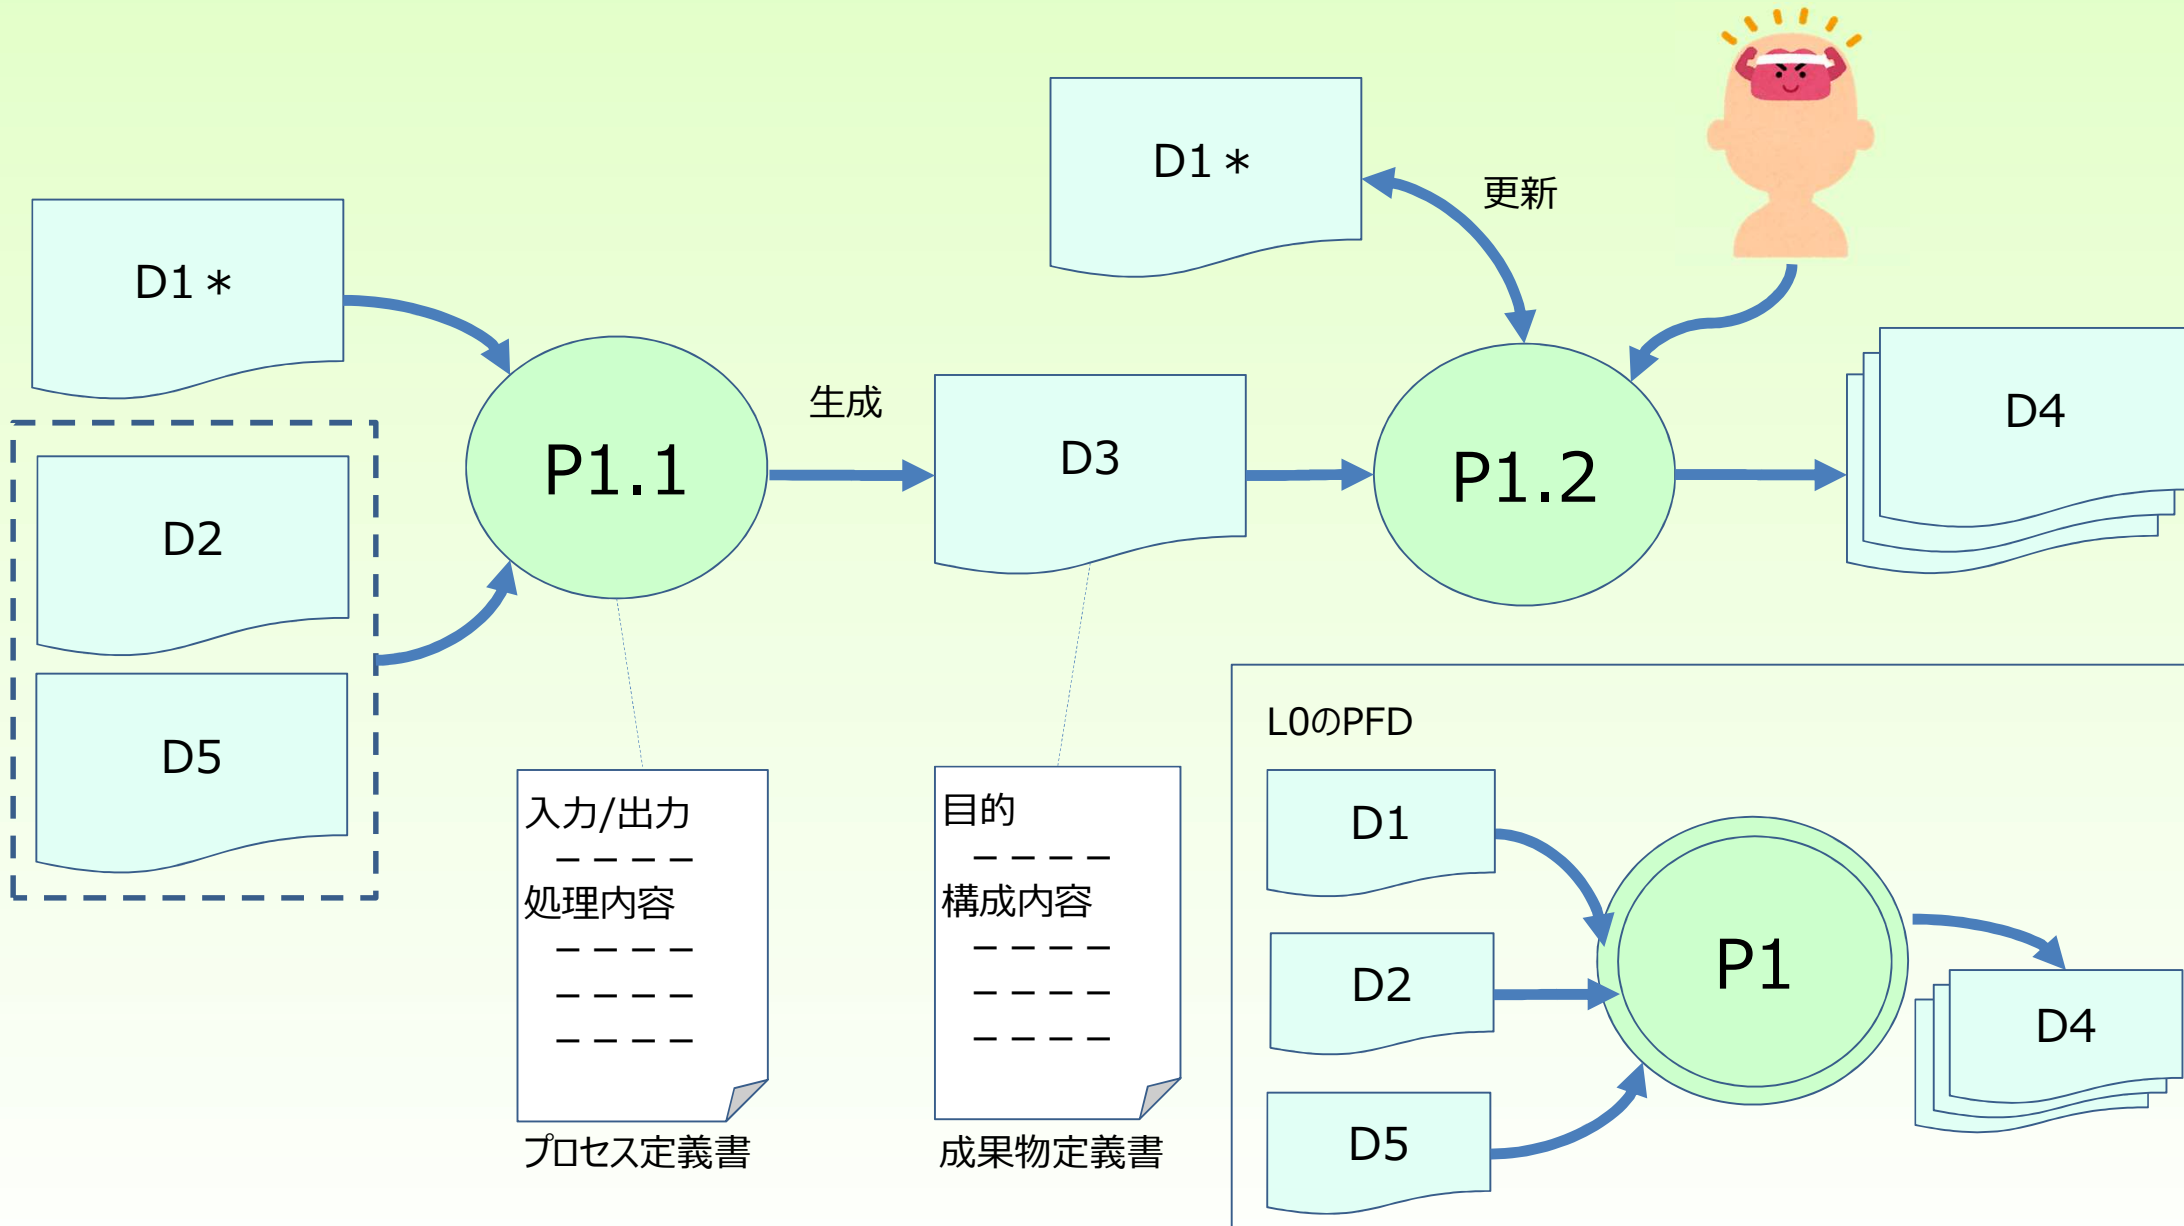 D1＊
D2
D5
P1.1
生成
D3
D1＊
更新
P1.2
D4
入力/出力
－－－－
処理内容
－－－－
－－－－
－－－－
プロセス定義書
目的
－－－－
構成内容
－－－－
－－－－
－－－－
成果物定義書
L0のPFD
D1
D2
D5
P1
D4